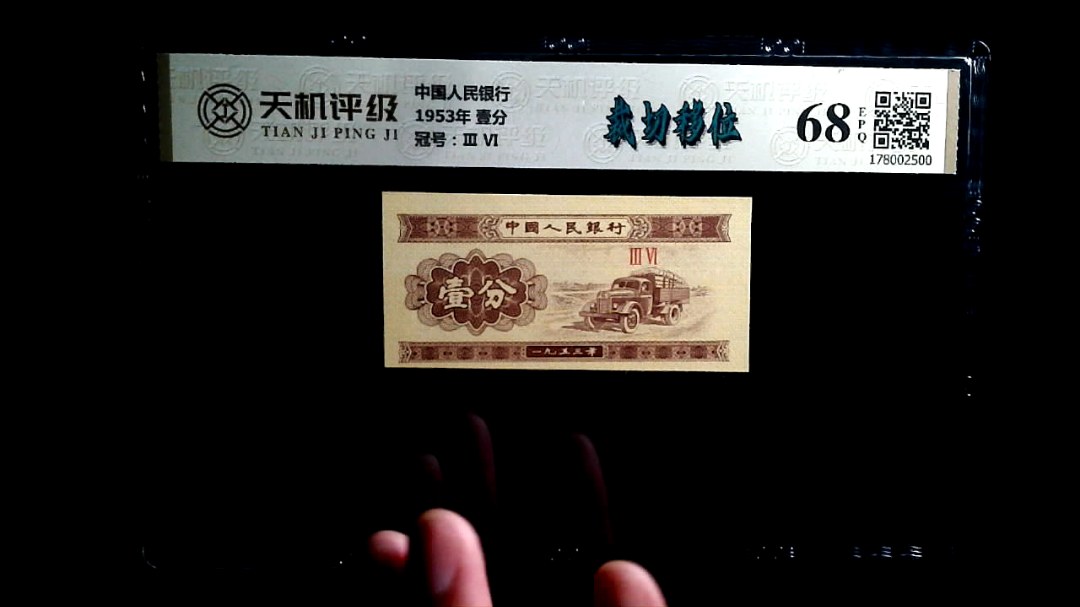 天机评级
TIAN JI PING JI
中国人民银行
1953年 壹分
冠号：Ⅲ Ⅵ
裁切移位
68
EPQ
178002500
中國人民銀行
Ⅲ Ⅵ
壹分
一九五三年